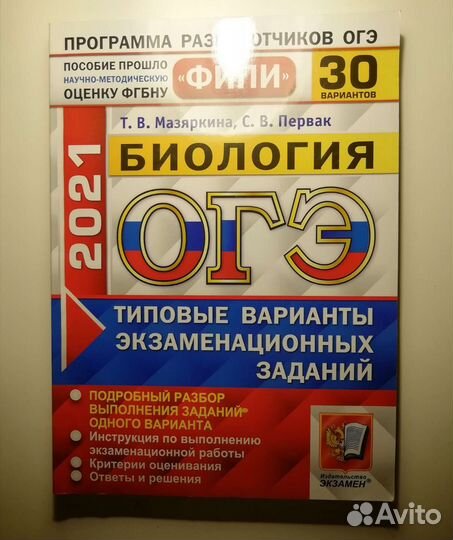 ПРОГРАММА РАЗРАБОТЧИКОВ ОГЭ
ПОСОБИЕ ПРОШЛО
НАУЧНО-МЕТОДИЧЕСКУЮ
ОЦЕНКУ ФГБНУ
«ФИПИ»
30
ВАРИАНТОВ
Т. В. Мазяркина, С. В. Первак
2021
БИОЛОГИЯ
ОГЭ
ТИПОВЫЕ ВАРИАНТЫ
ЭКЗАМЕНАЦИОННЫХ
ЗАДАНИЙ
• ПОДРОБНЫЙ РАЗБОР
ВЫПОЛНЕНИЯ ЗАДАНИЙ
ОДНОГО ВАРИАНТА
• Инструкция по выполнению
экзаменационной работы
• Критерии оценивания
• Ответы и решения
Издательство
ЭКЗАМЕН®
Avito